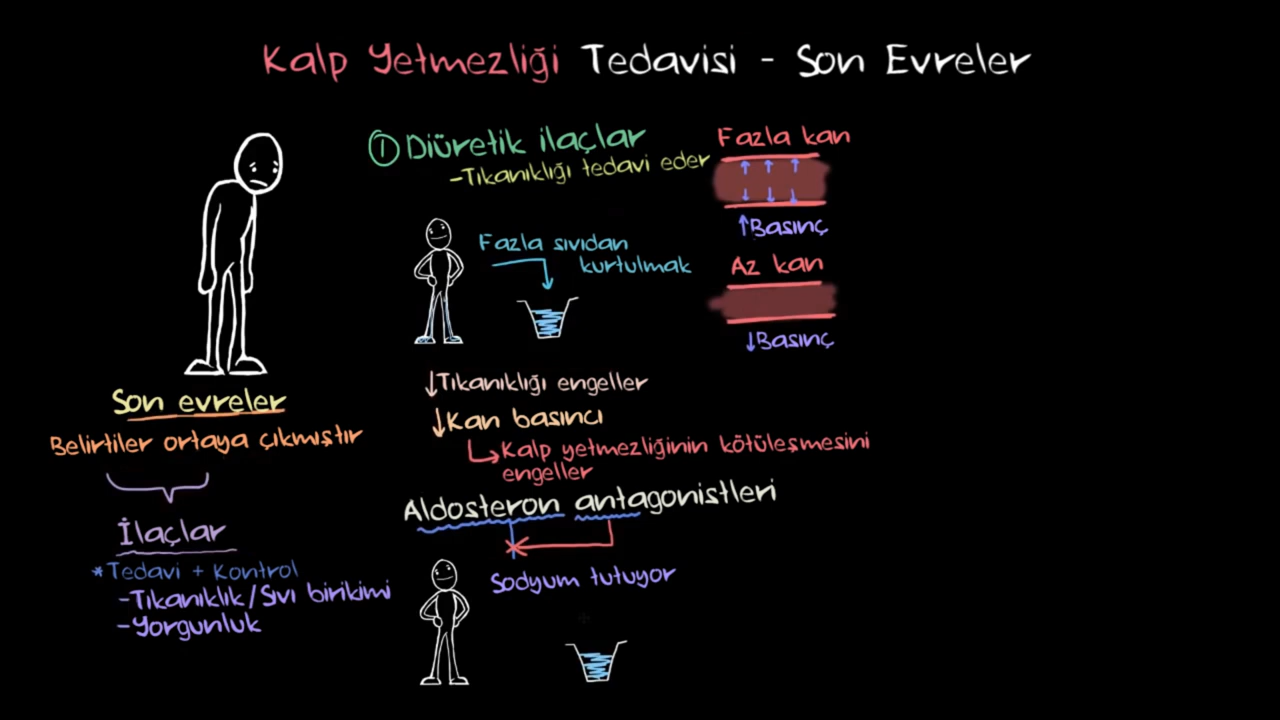 Kalp Yetmezliği Tedavisi - Son Evreler
Son evreler
Belirtiler ortaya çıkmıştır
İlaçlar
*Tedavi + Kontrol
-Tıkanıklık/Sıvı birikimi
-Yorgunluk
① Diüretik ilaçlar
-Tıkanıklığı tedavi eder
Fazla sıvıdan
kurtulmak
Fazla kan
↑Basınç
Az kan
↓Basınç
↓Tıkanıklığı engeller
↓Kan basıncı
↳Kalp yetmezliğinin kötüleşmesini
engeller
Aldosteron antagonistleri
Sodyum tutuyor